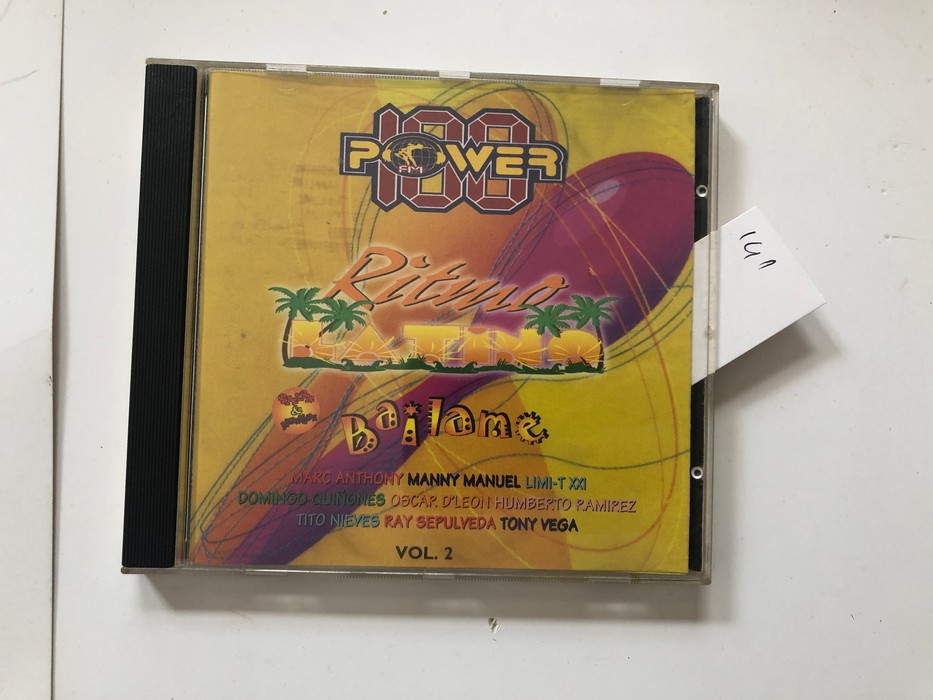 100
POWER
FM
Ritmo
LATINO
Bailame
MARC ANTHONY MANNY MANUEL LIMI-T XXI
DOMINGO QUIÑONES OSCAR D'LEON HUMBERTO RAMIREZ
TITO NIEVES RAY SEPULVEDA TONY VEGA
VOL. 2